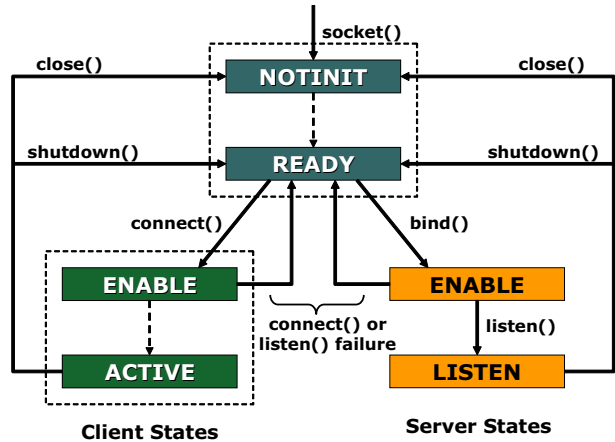 socket()
close()
NOTINIT
close()
shutdown()
READY
shutdown()
connect()
bind()
ENABLE
ENABLE
connect() or
listen() failure
listen()
ACTIVE
LISTEN
Client States
Server States